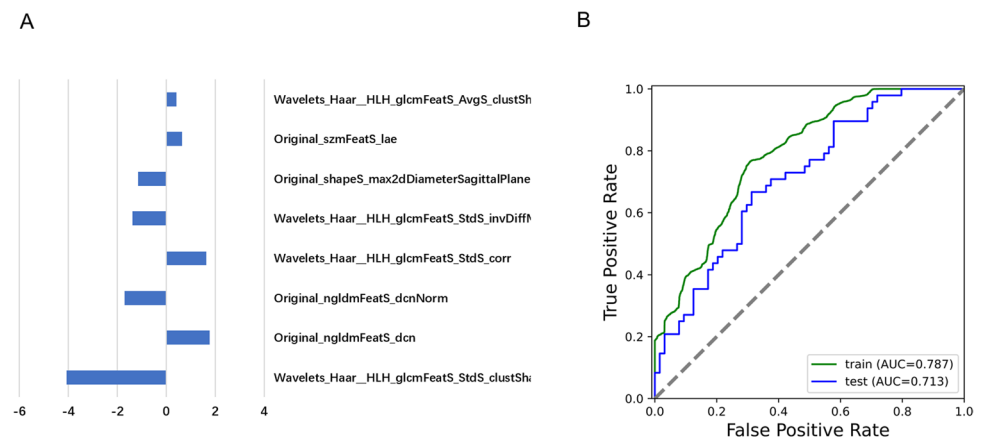 A
B
Wavelets_Haar__HLH_glcmFeatS_AvgS_clustSh
Original_szmFeatS_lae
Original_shapeS_max2dDiameterSagittalPlane
Wavelets_Haar__HLH_glcmFeatS_StdS_invDiffN
Wavelets_Haar__HLH_glcmFeatS_StdS_corr
Original_ngldmFeatS_dcnNorm
Original_ngldmFeatS_dcn
Wavelets_Haar__HLH_glcmFeatS_StdS_clustSha
-6 -4 -2 0 2 4
True Positive Rate
1.0
0.8
0.6
0.4
0.2
0.0
train (AUC=0.787)
test (AUC=0.713)
0.0 0.2 0.4 0.6 0.8 1.0
False Positive Rate